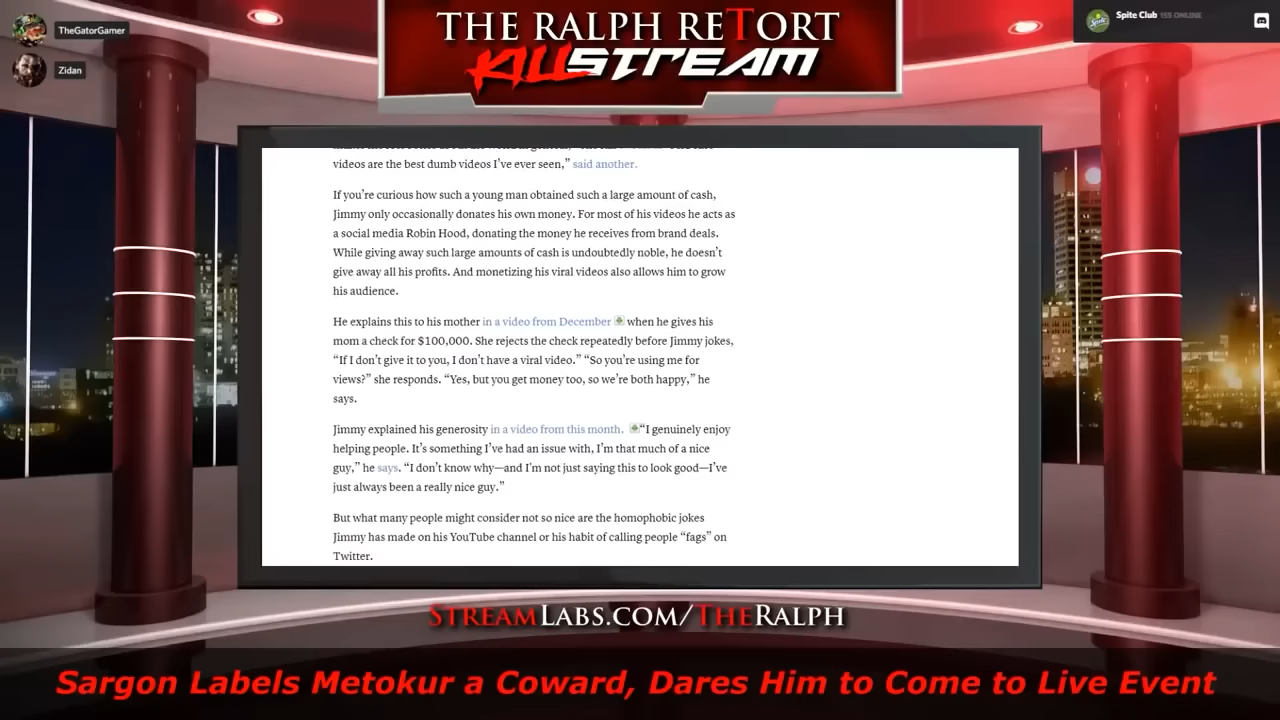 TheGatorGamer
Zidan
THE RALPH RETORT
KILLSTREAM
Spite Club 155 ONLINE
videos are the best dumb videos I've ever seen,” said another.
If you're curious how such a young man obtained such a large amount of cash,
Jimmy only occasionally donates his own money. For most of his videos he acts as
a social media Robin Hood, donating the money he receives from brand deals.
While giving away such large amounts of cash is undoubtedly noble, he doesn't
give away all his profits. And monetizing his viral videos also allows him to grow
his audience.
He explains this to his mother in a video from December when he gives his
mom a check for $100,000. She rejects the check repeatedly before Jimmy jokes,
“If I don't give it to you, I don't have a viral video.” “So you're using me for
views?” she responds. “Yes, but you get money too, so we're both happy,” he
says.
Jimmy explained his generosity in a video from this month. “I genuinely enjoy
helping people. It's something I've had an issue with, I'm that much of a nice
guy,” he says. “I don't know why—and I'm not just saying this to look good—I've
just always been a really nice guy.”
But what many people might consider not so nice are the homophobic jokes
Jimmy has made on his YouTube channel or his habit of calling people “fags” on
Twitter.
STREAMLABS.COM/THERALPH
Sargon Labels Metokur a Coward, Dares Him to Come to Live Event